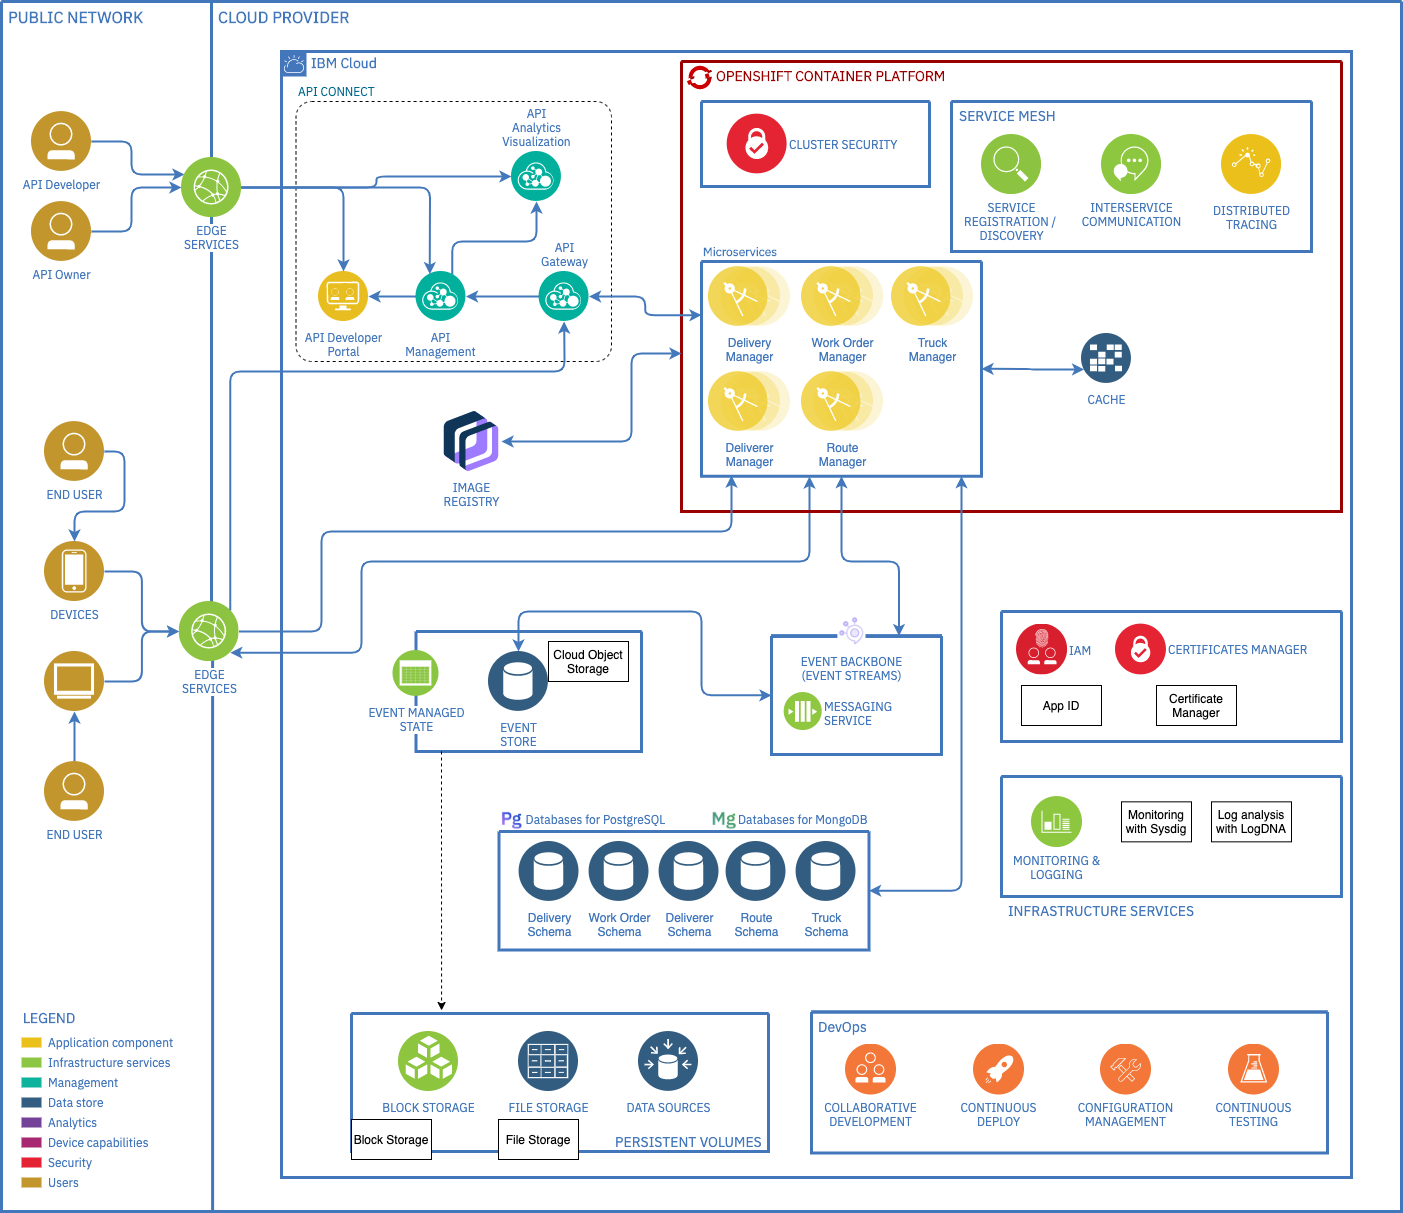 PUBLIC NETWORK
CLOUD PROVIDER
IBM Cloud
OPENSHIFT CONTAINER PLATFORM
API CONNECT
API
Analytics
Visualization
CLUSTER SECURITY
SERVICE MESH
SERVICE
REGISTRATION /
DISCOVERY
INTERSERVICE
COMMUNICATION
DISTRIBUTED
TRACING
API Developer
API Owner
EDGE
SERVICES
API
Gateway
API Developer
Portal
API
Management
Microservices
Delivery
Manager
Work Order
Manager
Truck
Manager
Deliverer
Manager
Route
Manager
CACHE
IMAGE
REGISTRY
END USER
DEVICES
EDGE
SERVICES
END USER
EVENT MANAGED
STATE
EVENT
STORE
Cloud Object
Storage
EVENT BACKBONE
(EVENT STREAMS)
MESSAGING
SERVICE
IAM
CERTIFICATES MANAGER
App ID
Certificate
Manager
Pg Databases for PostgreSQL
Mg Databases for MongoDB
Delivery
Schema
Work Order
Schema
Deliverer
Schema
Route
Schema
Truck
Schema
MONITORING &
LOGGING
Monitoring
with Sysdig
Log analysis
with LogDNA
INFRASTRUCTURE SERVICES
LEGEND
Application component
Infrastructure services
Management
Data store
Analytics
Device capabilities
Security
Users
BLOCK STORAGE
FILE STORAGE
DATA SOURCES
Block Storage
File Storage
PERSISTENT VOLUMES
DevOps
COLLABORATIVE
DEVELOPMENT
CONTINUOUS
DEPLOY
CONFIGURATION
MANAGEMENT
CONTINUOUS
TESTING